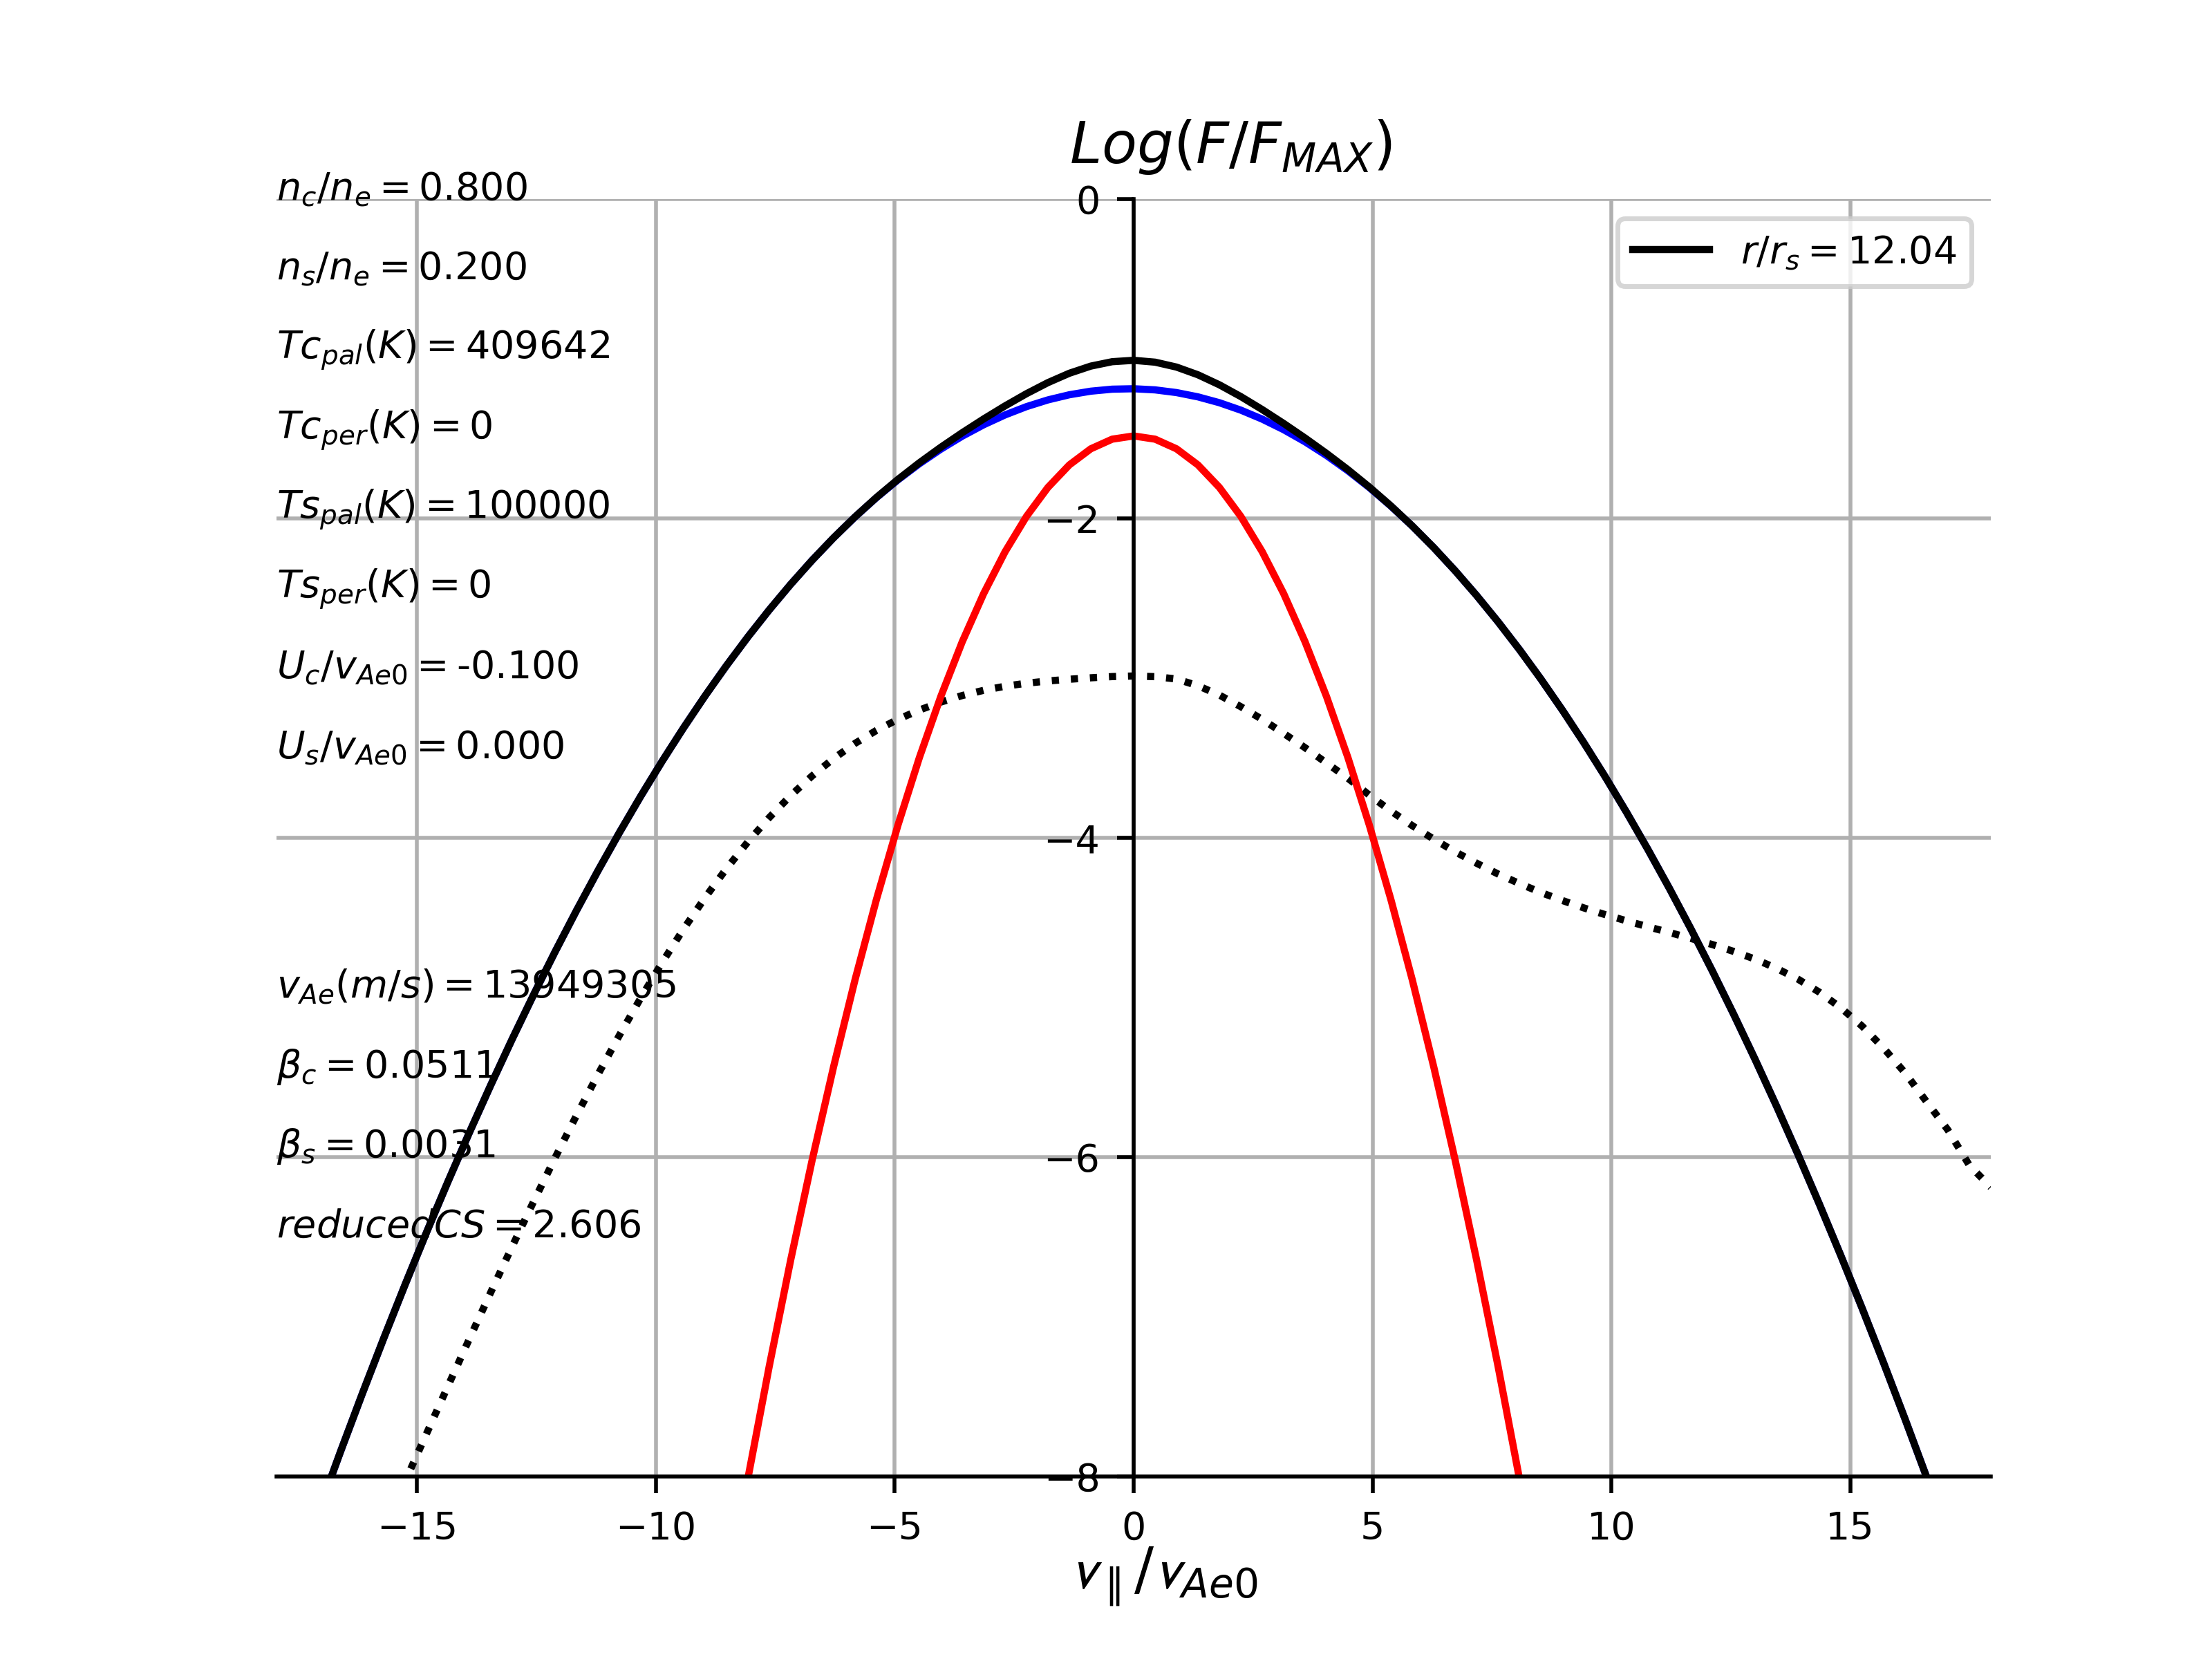 Log(F/F_MAX)
n_c/n_e = 0.800
n_s/n_e = 0.200
Tc_pal(K) = 409642
Tc_per(K) = 0
Ts_pal(K) = 100000
Ts_per(K) = 0
U_c/v_Ae0 = -0.100
U_s/v_Ae0 = 0.000
v_Ae(m/s) = 13949305
β_c = 0.0511
β_s = 0.0031
reducedCS = 2.606
r/r_s = 12.04
0
−2
−4
−6
−8
−15 −10 −5 0 5 10 15
v_∥/v_Ae0